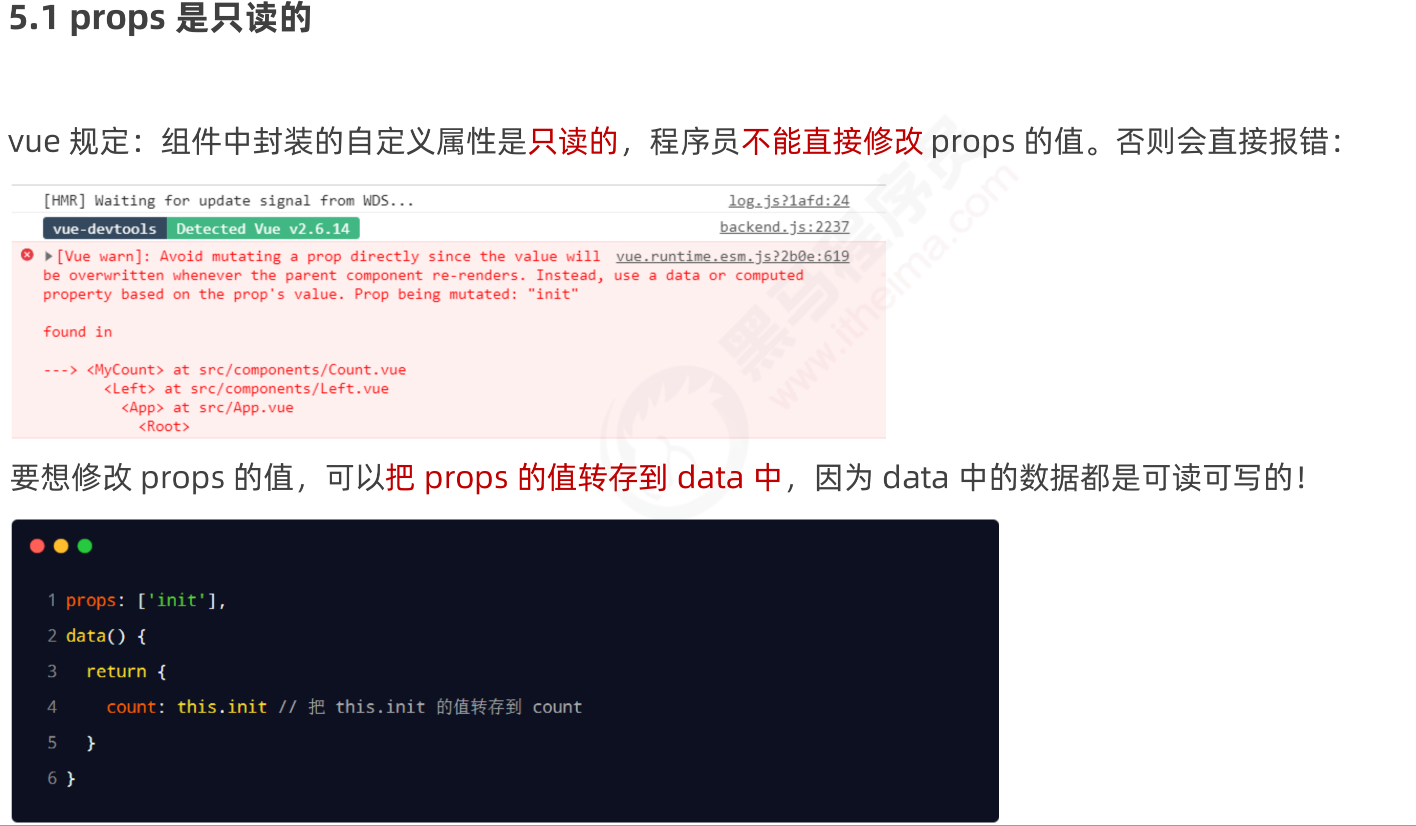 5.1 props 是只读的
vue 规定：组件中封装的自定义属性是只读的，程序员不能直接修改 props 的值。否则会直接报错：
[HMR] Waiting for update signal from WDS... log.js?1afd:24
vue-devtools Detected Vue v2.6.14 backend.js:2237
[Vue warn]: Avoid mutating a prop directly since the value will vue.runtime.esm.js?2b0e:619
be overwritten whenever the parent component re-renders. Instead, use a data or computed
property based on the prop's value. Prop being mutated: "init"
found in
---> <MyCount> at src/components/Count.vue
<Left> at src/components/Left.vue
<App> at src/App.vue
<Root>
黑马程序员
www.itheima.com
要想修改 props 的值，可以把 props 的值转存到 data 中，因为 data 中的数据都是可读可写的！
1 props: ['init'],
2 data() {
3 return {
4 count: this.init // 把 this.init 的值转存到 count
5 }
6 }